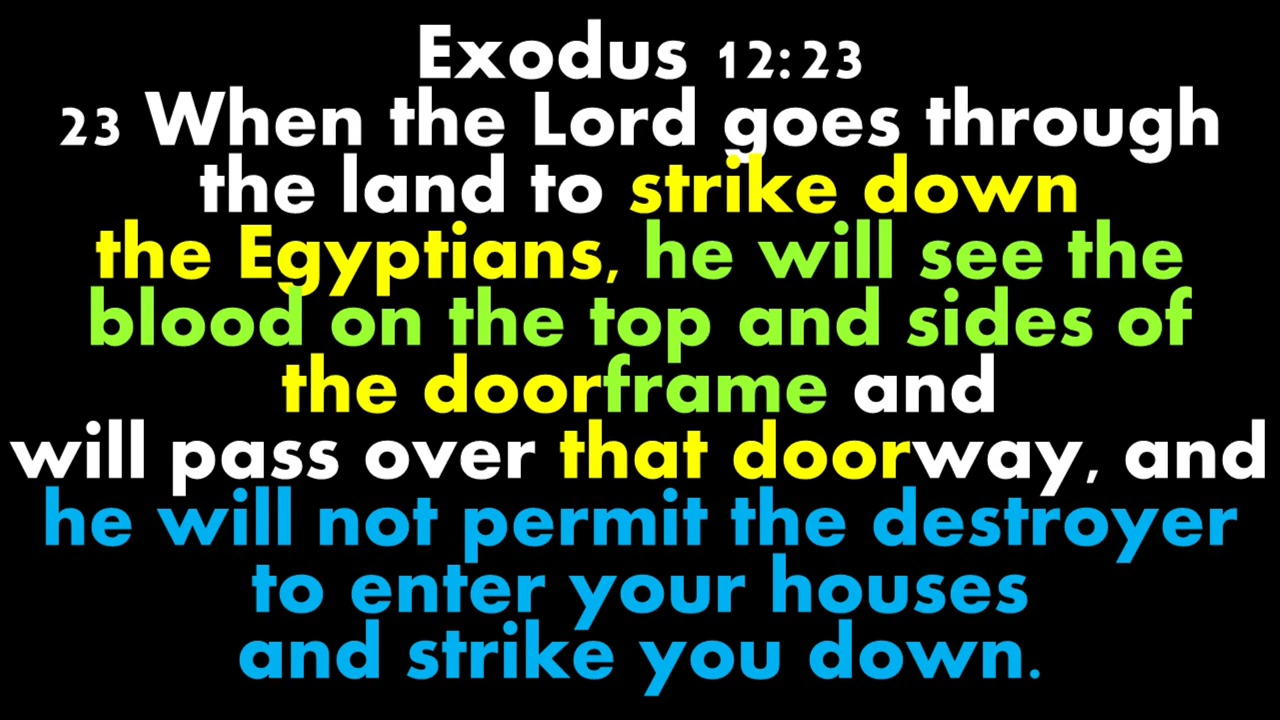 Exodus 12:23
23 When the Lord goes through
the land to strike down
the Egyptians, he will see the
blood on the top and sides of
the doorframe and
will pass over that doorway, and
he will not permit the destroyer
to enter your houses
and strike you down.